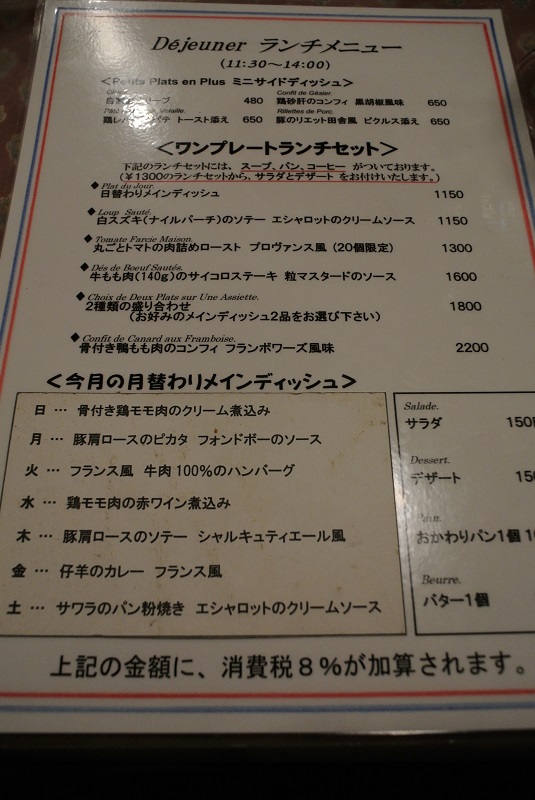 Déjeuner ランチメニュー
(11:30～14:00)
<Petits Plats en Plus ミニサイドディッシュ>
Confit de Gésier.
480 鶏砂肝のコンフィ 黒胡椒風味 650
Rillettes de Porc.
鶏レバーパテ トースト添え 650 豚のリエット田舎風 ピクルス添え 650
<ワンプレートランチセット>
下記のランチセットには、スープ、パン、コーヒー がついております。
(￥1300のランチセットから、サラダとデザート をお付けいたします。)
◆Plat du Jour.
日替わりメインディッシュ 1150
◆Loup Sauté.
白スズキ(ナイルパーチ)のソテー エシャロットのクリームソース 1150
◆Tomate Farcie Maison.
丸ごとトマトの肉詰めロースト プロヴァンス風 (20個限定) 1300
◆Dés de Boeuf Sautés.
牛もも肉(140g)のサイコロステーキ 粒マスタードのソース 1600
◆Choix de Deux Plats sur Une Assiette.
2種類の盛り合わせ 1800
(お好みのメインディッシュ2品をお選び下さい)
◆Confit de Canard aux Framboise.
骨付き鴨もも肉のコンフィ フランボワーズ風味 2200
<今月の月替わりメインディッシュ>
日 … 骨付き鶏モモ肉のクリーム煮込み
月 … 豚肩ロースのピカタ フォンドボーのソース
火 … フランス風 牛肉100%のハンバーグ
水 … 鶏モモ肉の赤ワイン煮込み
木 … 豚肩ロースのソテー シャルキュティエール風
金 … 仔羊のカレー フランス風
土 … サワラのパン粉焼き エシャロットのクリームソース
Salade.
サラダ 150
Dessert.
デザート 15
Pain.
おかわりパン1個 1
Beurre.
バター1個
上記の金額に、消費税8%が加算されます。